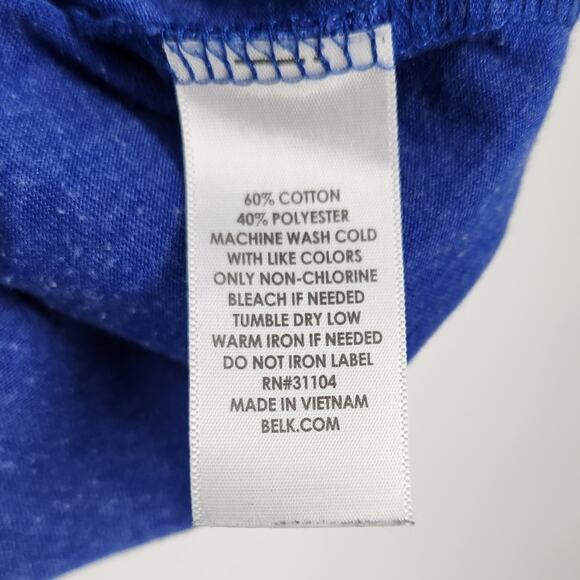 60% COTTON
40% POLYESTER
MACHINE WASH COLD
WITH LIKE COLORS
ONLY NON-CHLORINE
BLEACH IF NEEDED
TUMBLE DRY LOW
WARM IRON IF NEEDED
DO NOT IRON LABEL
RN#31104
MADE IN VIETNAM
BELK.COM